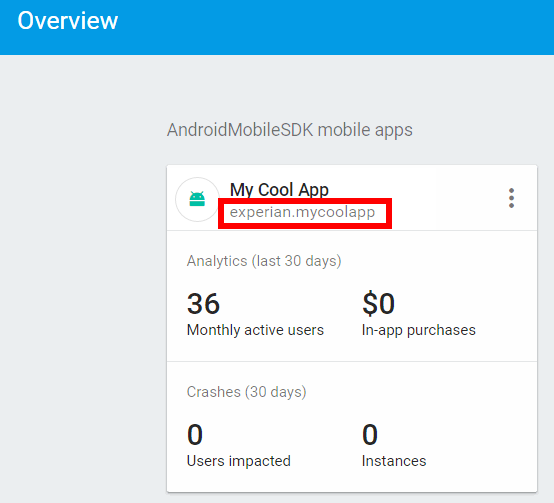 Overview
AndroidMobileSDK mobile apps
My Cool App
experian.mycoolapp
Analytics (last 30 days)
36 $0
Monthly active users In-app purchases
Crashes (30 days)
0 0
Users impacted Instances